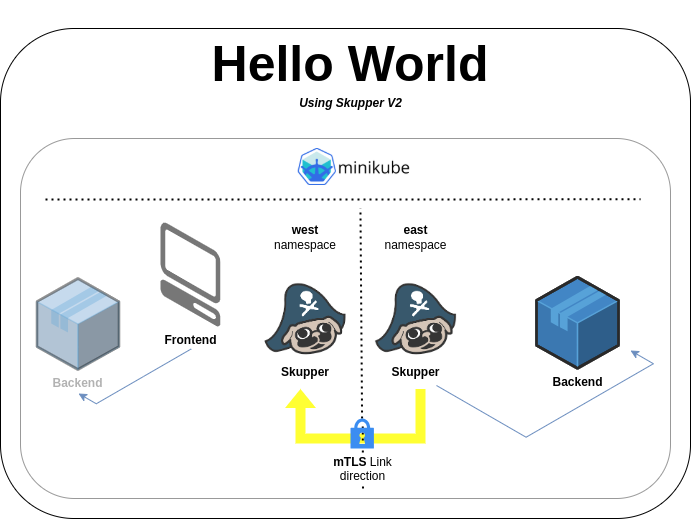 Hello World
Using Skupper V2
minikube
west
namespace
east
namespace
Frontend
Backend
Skupper
Skupper
Backend
mTLS Link
direction